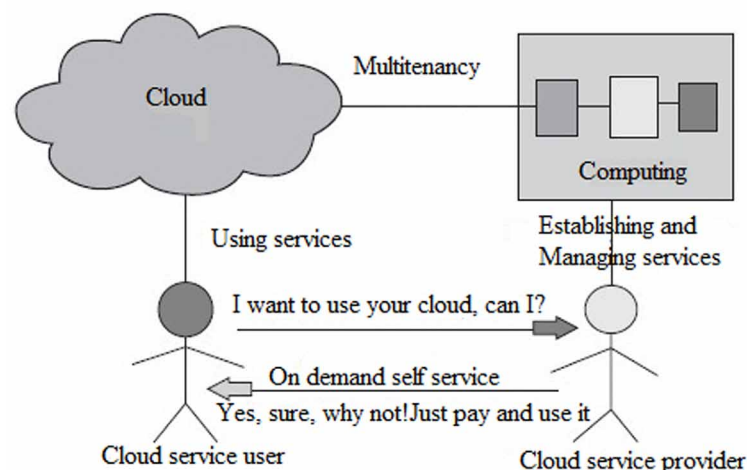 Multitenancy
Cloud
Computing
Using services
Establishing and
Managing services
I want to use your cloud, can I?
On demand self service
Yes, sure, why not!Just pay and use it
Cloud service user
Cloud service provider